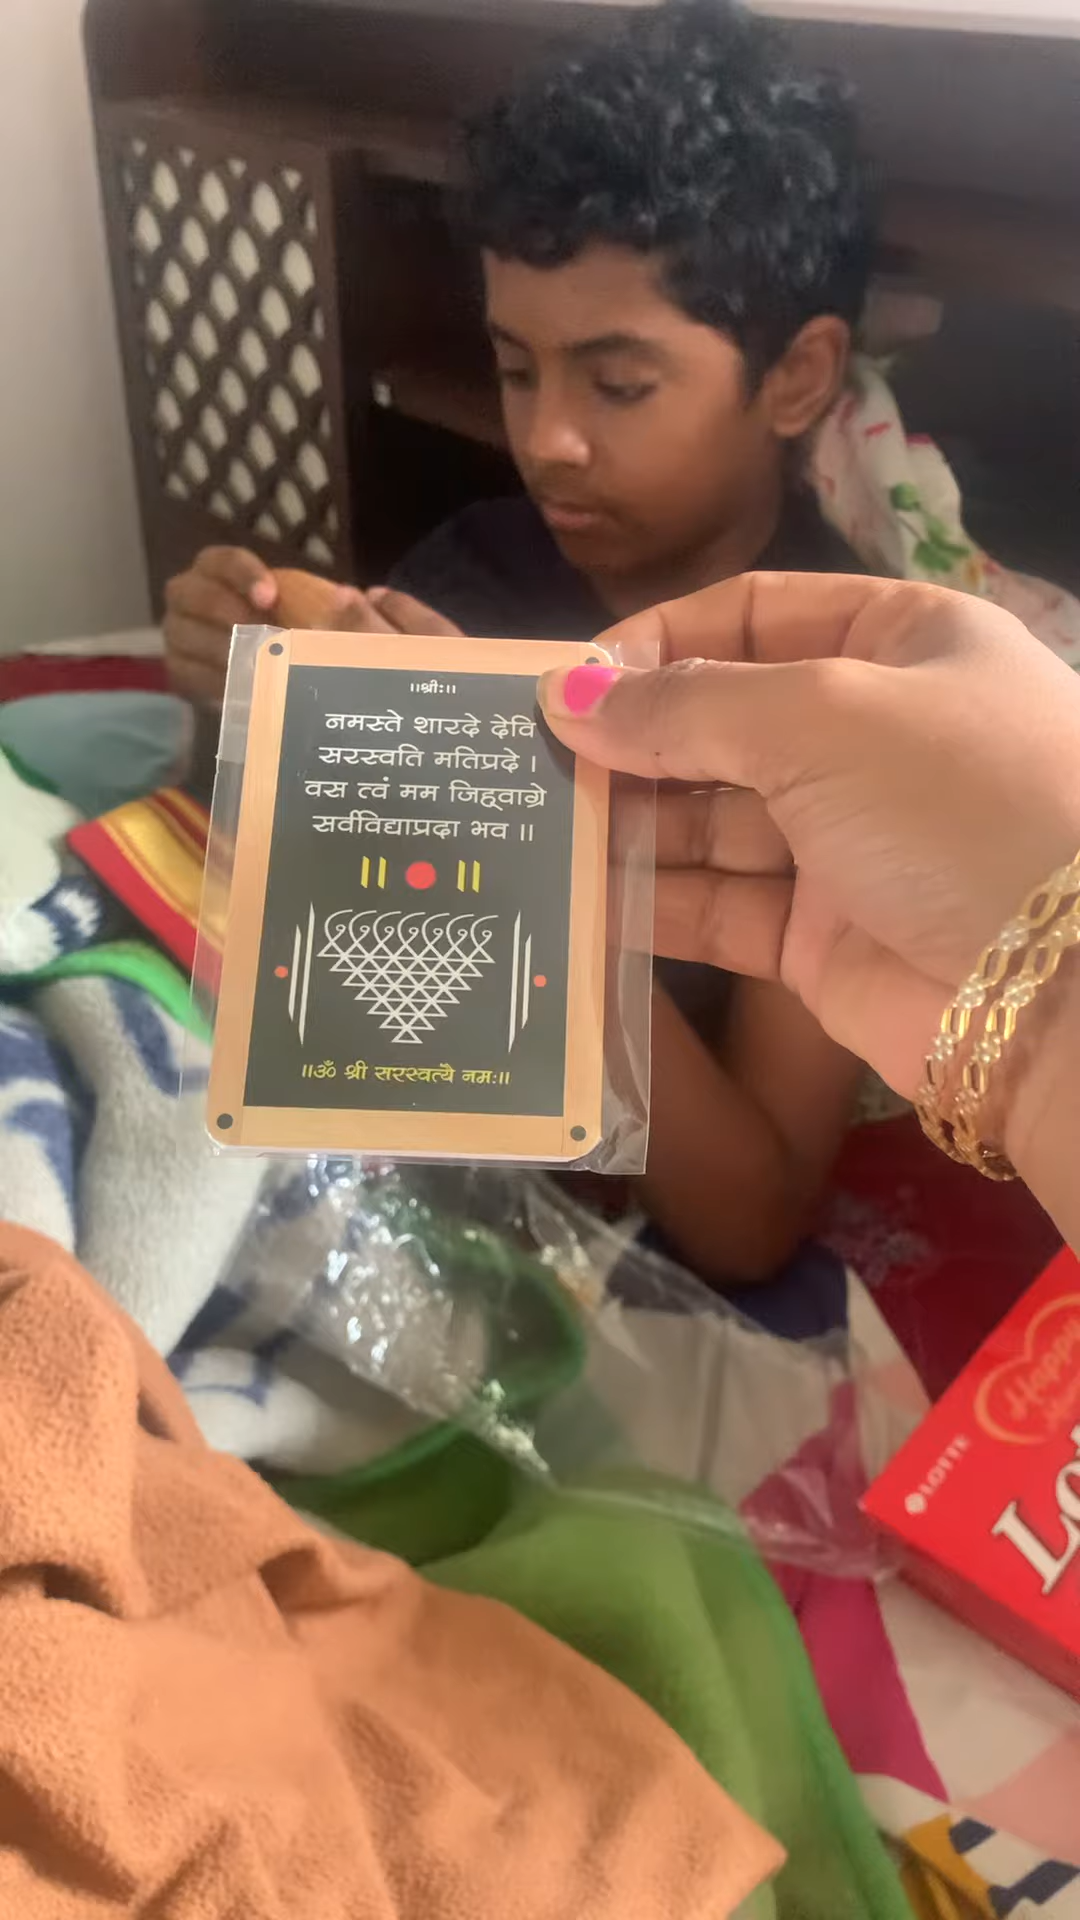 ॥श्रीः॥
नमस्ते शारदे देवि
सरस्वति मतिप्रदे ।
वस त्वं मम जिहूवाग्रे
सर्वविद्याप्रदा भव ॥
॥ ॥
॥ॐ श्री सरस्वत्यै नमः॥
Happy
LOTTE